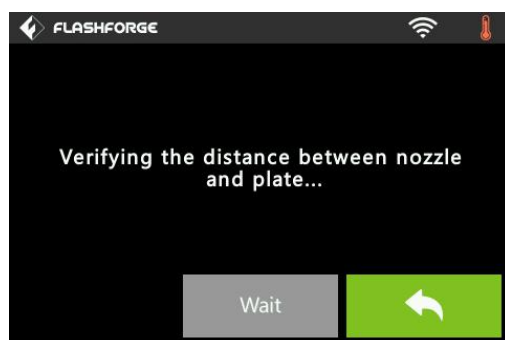 FLASHFORGE
Verifying the distance between nozzle
and plate...
Wait